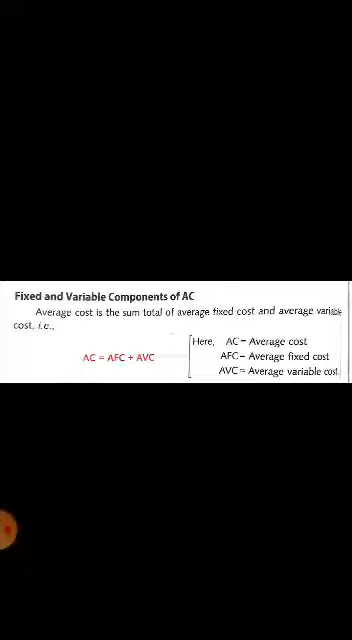 Fixed and Variable Components of AC
Average cost is the sum total of average fixed cost and average variable
cost, i.e.,
Here, AC = Average cost
AC = AFC + AVC
AFC = Average fixed cost
AVC = Average variable cost.